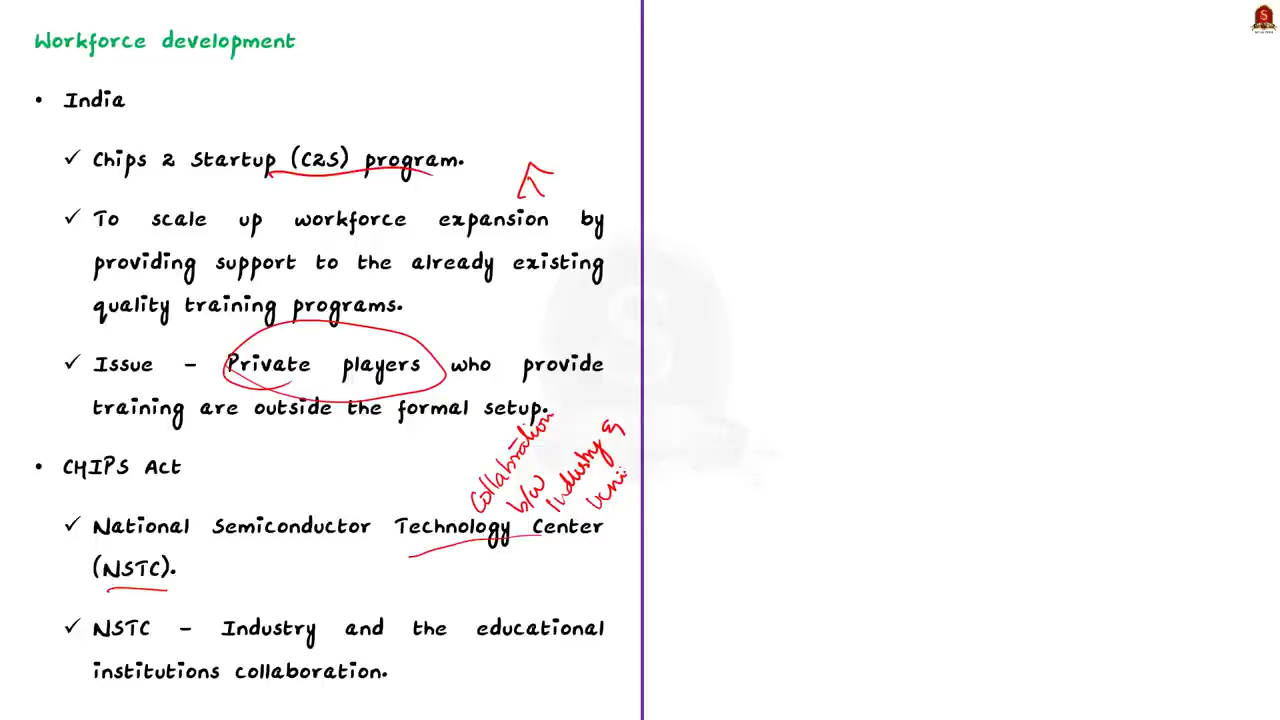 Workforce development
• India
✓ Chips 2 Startup (C2S) program.
✓ To scale up workforce expansion by
providing support to the already existing
quality training programs.
✓ Issue – Private players who provide
training are outside the formal setup.
• CHIPS Act
Collaboration
b/w
Industry &
✓ National Semiconductor Technology Center
(NSTC).
✓ NSTC – Industry and the educational
institutions collaboration.